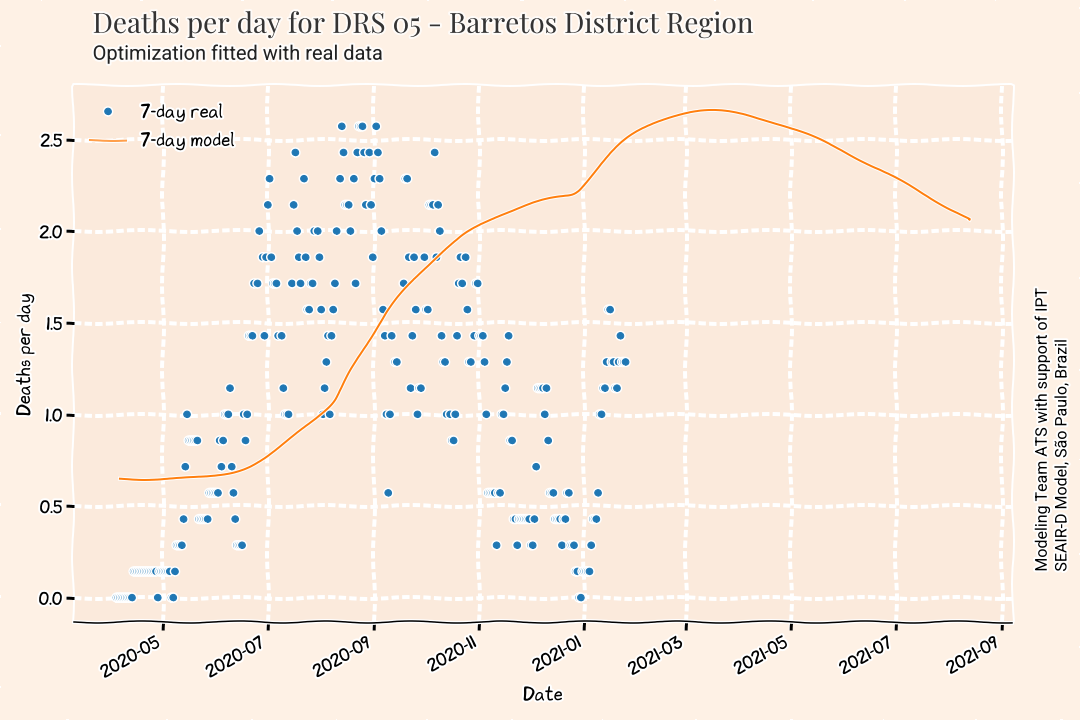 Deaths per day for DRS 05 - Barretos District Region
Optimization fitted with real data
7-day real
7-day model
Deaths per day
2.5
2.0
1.5
1.0
0.5
0.0
2020-05
2020-07
2020-09
2020-11
2021-01
2021-03
2021-05
2021-07
2021-09
Date
Modeling Team ATS with support of IPT
SEAIR-D Model, São Paulo, Brazil